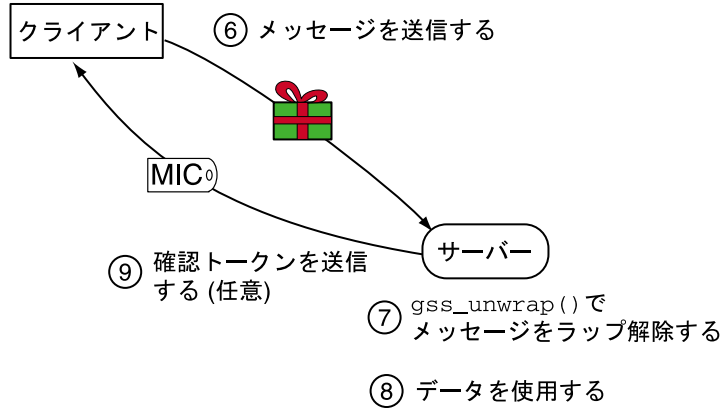 クライアント
⑥ メッセージを送信する
MIC
サーバー
⑨ 確認トークンを送信
する (任意)
⑦ gss_unwrap()で
メッセージをラップ解除する
⑧ データを使用する